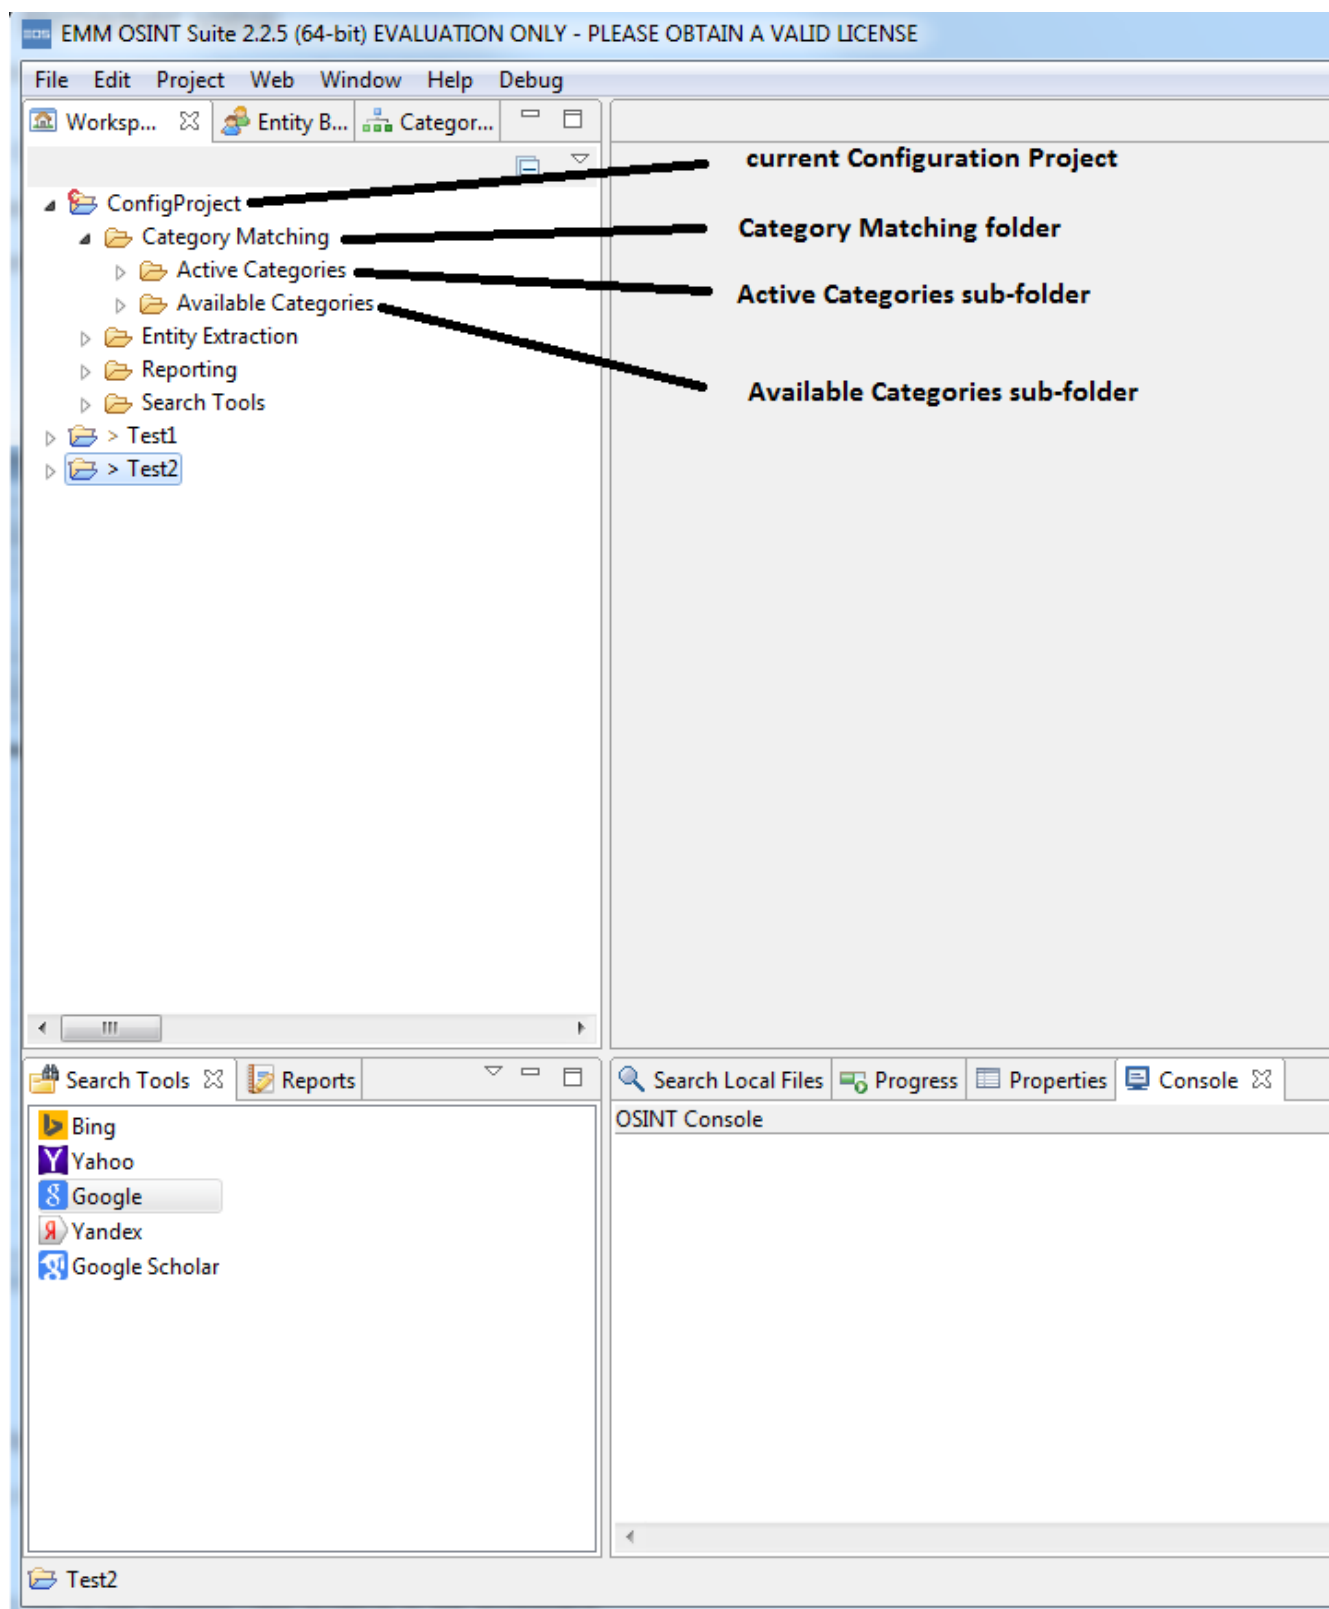 EMM OSINT Suite 2.2.5 (64-bit) EVALUATION ONLY - PLEASE OBTAIN A VALID LICENSE
File Edit Project Web Window Help Debug
Worksp... Entity B... Categor...
current Configuration Project
ConfigProject
Category Matching folder
Category Matching
Active Categories
Active Categories sub-folder
Available Categories
Entity Extraction
Reporting
Available Categories sub-folder
Search Tools
> Test1
> Test2
Search Tools Reports
Search Local Files Progress Properties Console
OSINT Console
Bing
Yahoo
Google
Yandex
Google Scholar
Test2